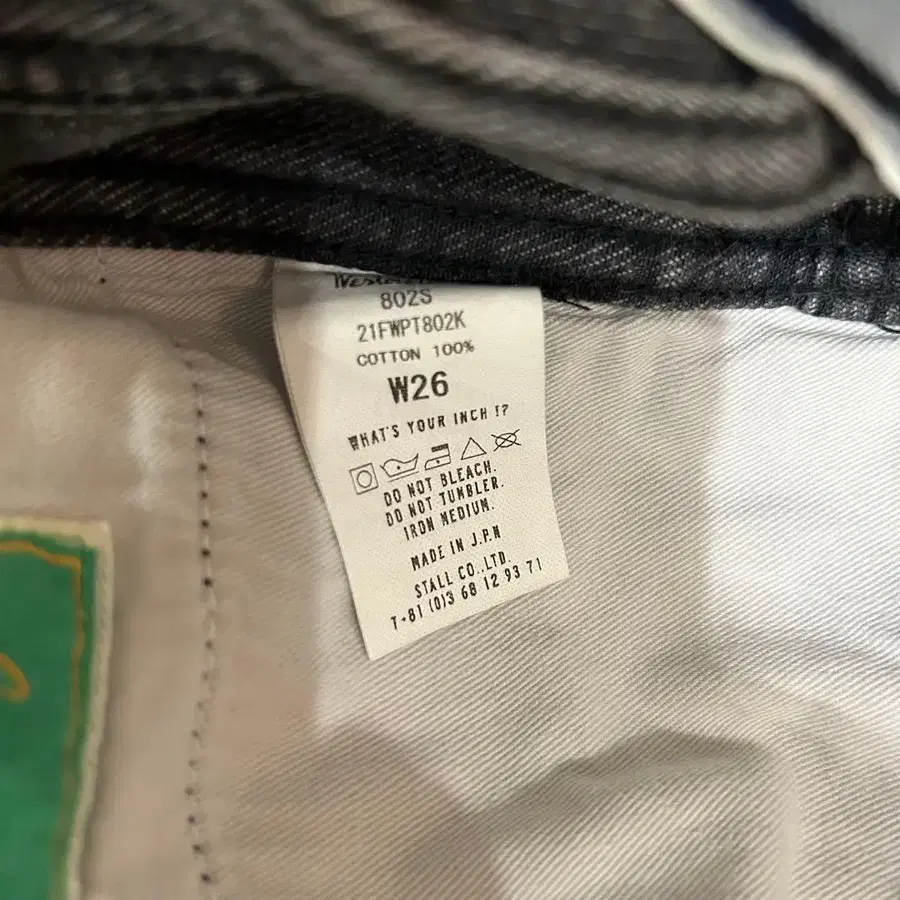 802S
21FWPT802K
COTTON 100%
W26
WHAT'S YOUR INCH !?
DO NOT BLEACH.
DO NOT TUMBLER.
IRON MEDIUM.
MADE IN J.P.N
STALL CO.,LTD.
T+81 (0)3 68 12 93 71